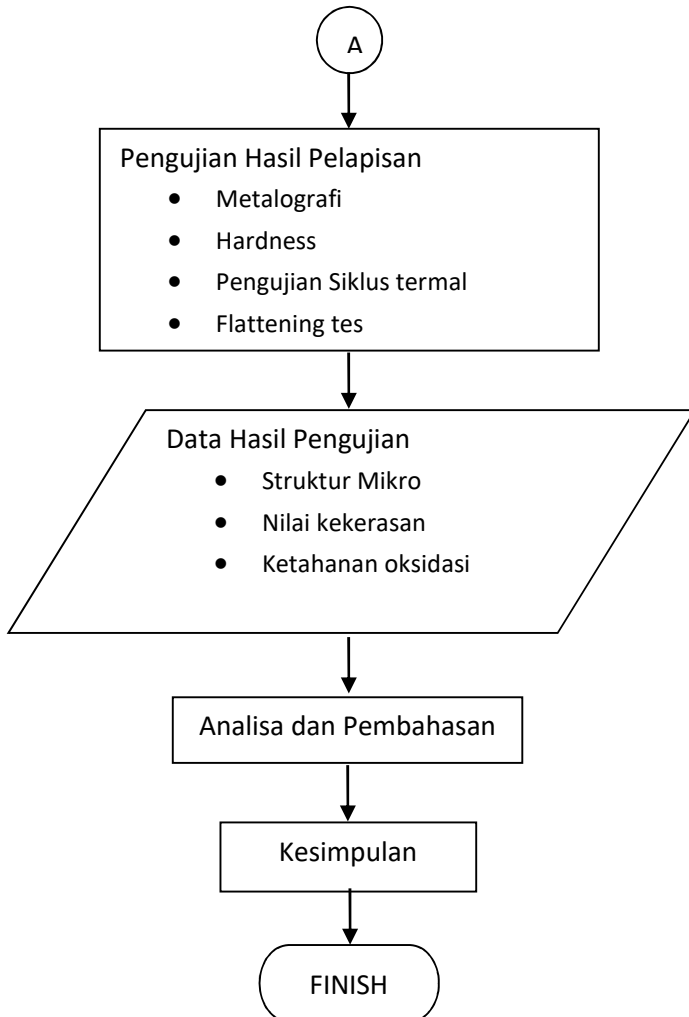 A
Pengujian Hasil Pelapisan
• Metalografi
• Hardness
• Pengujian Siklus termal
• Flattening tes
Data Hasil Pengujian
• Struktur Mikro
• Nilai kekerasan
• Ketahanan oksidasi
Analisa dan Pembahasan
Kesimpulan
FINISH